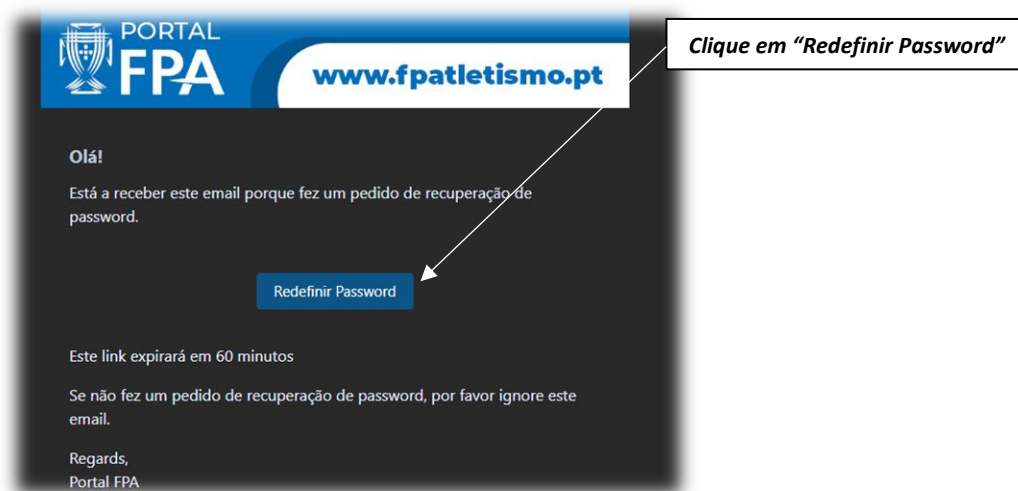 PORTAL
FPA
www.fpatletismo.pt
Clique em “Redefinir Password”
Olá!
Está a receber este email porque fez um pedido de recuperação de
password.
Redefinir Password
Este link expirará em 60 minutos
Se não fez um pedido de recuperação de password, por favor ignore este
email.
Regards,
Portal FPA